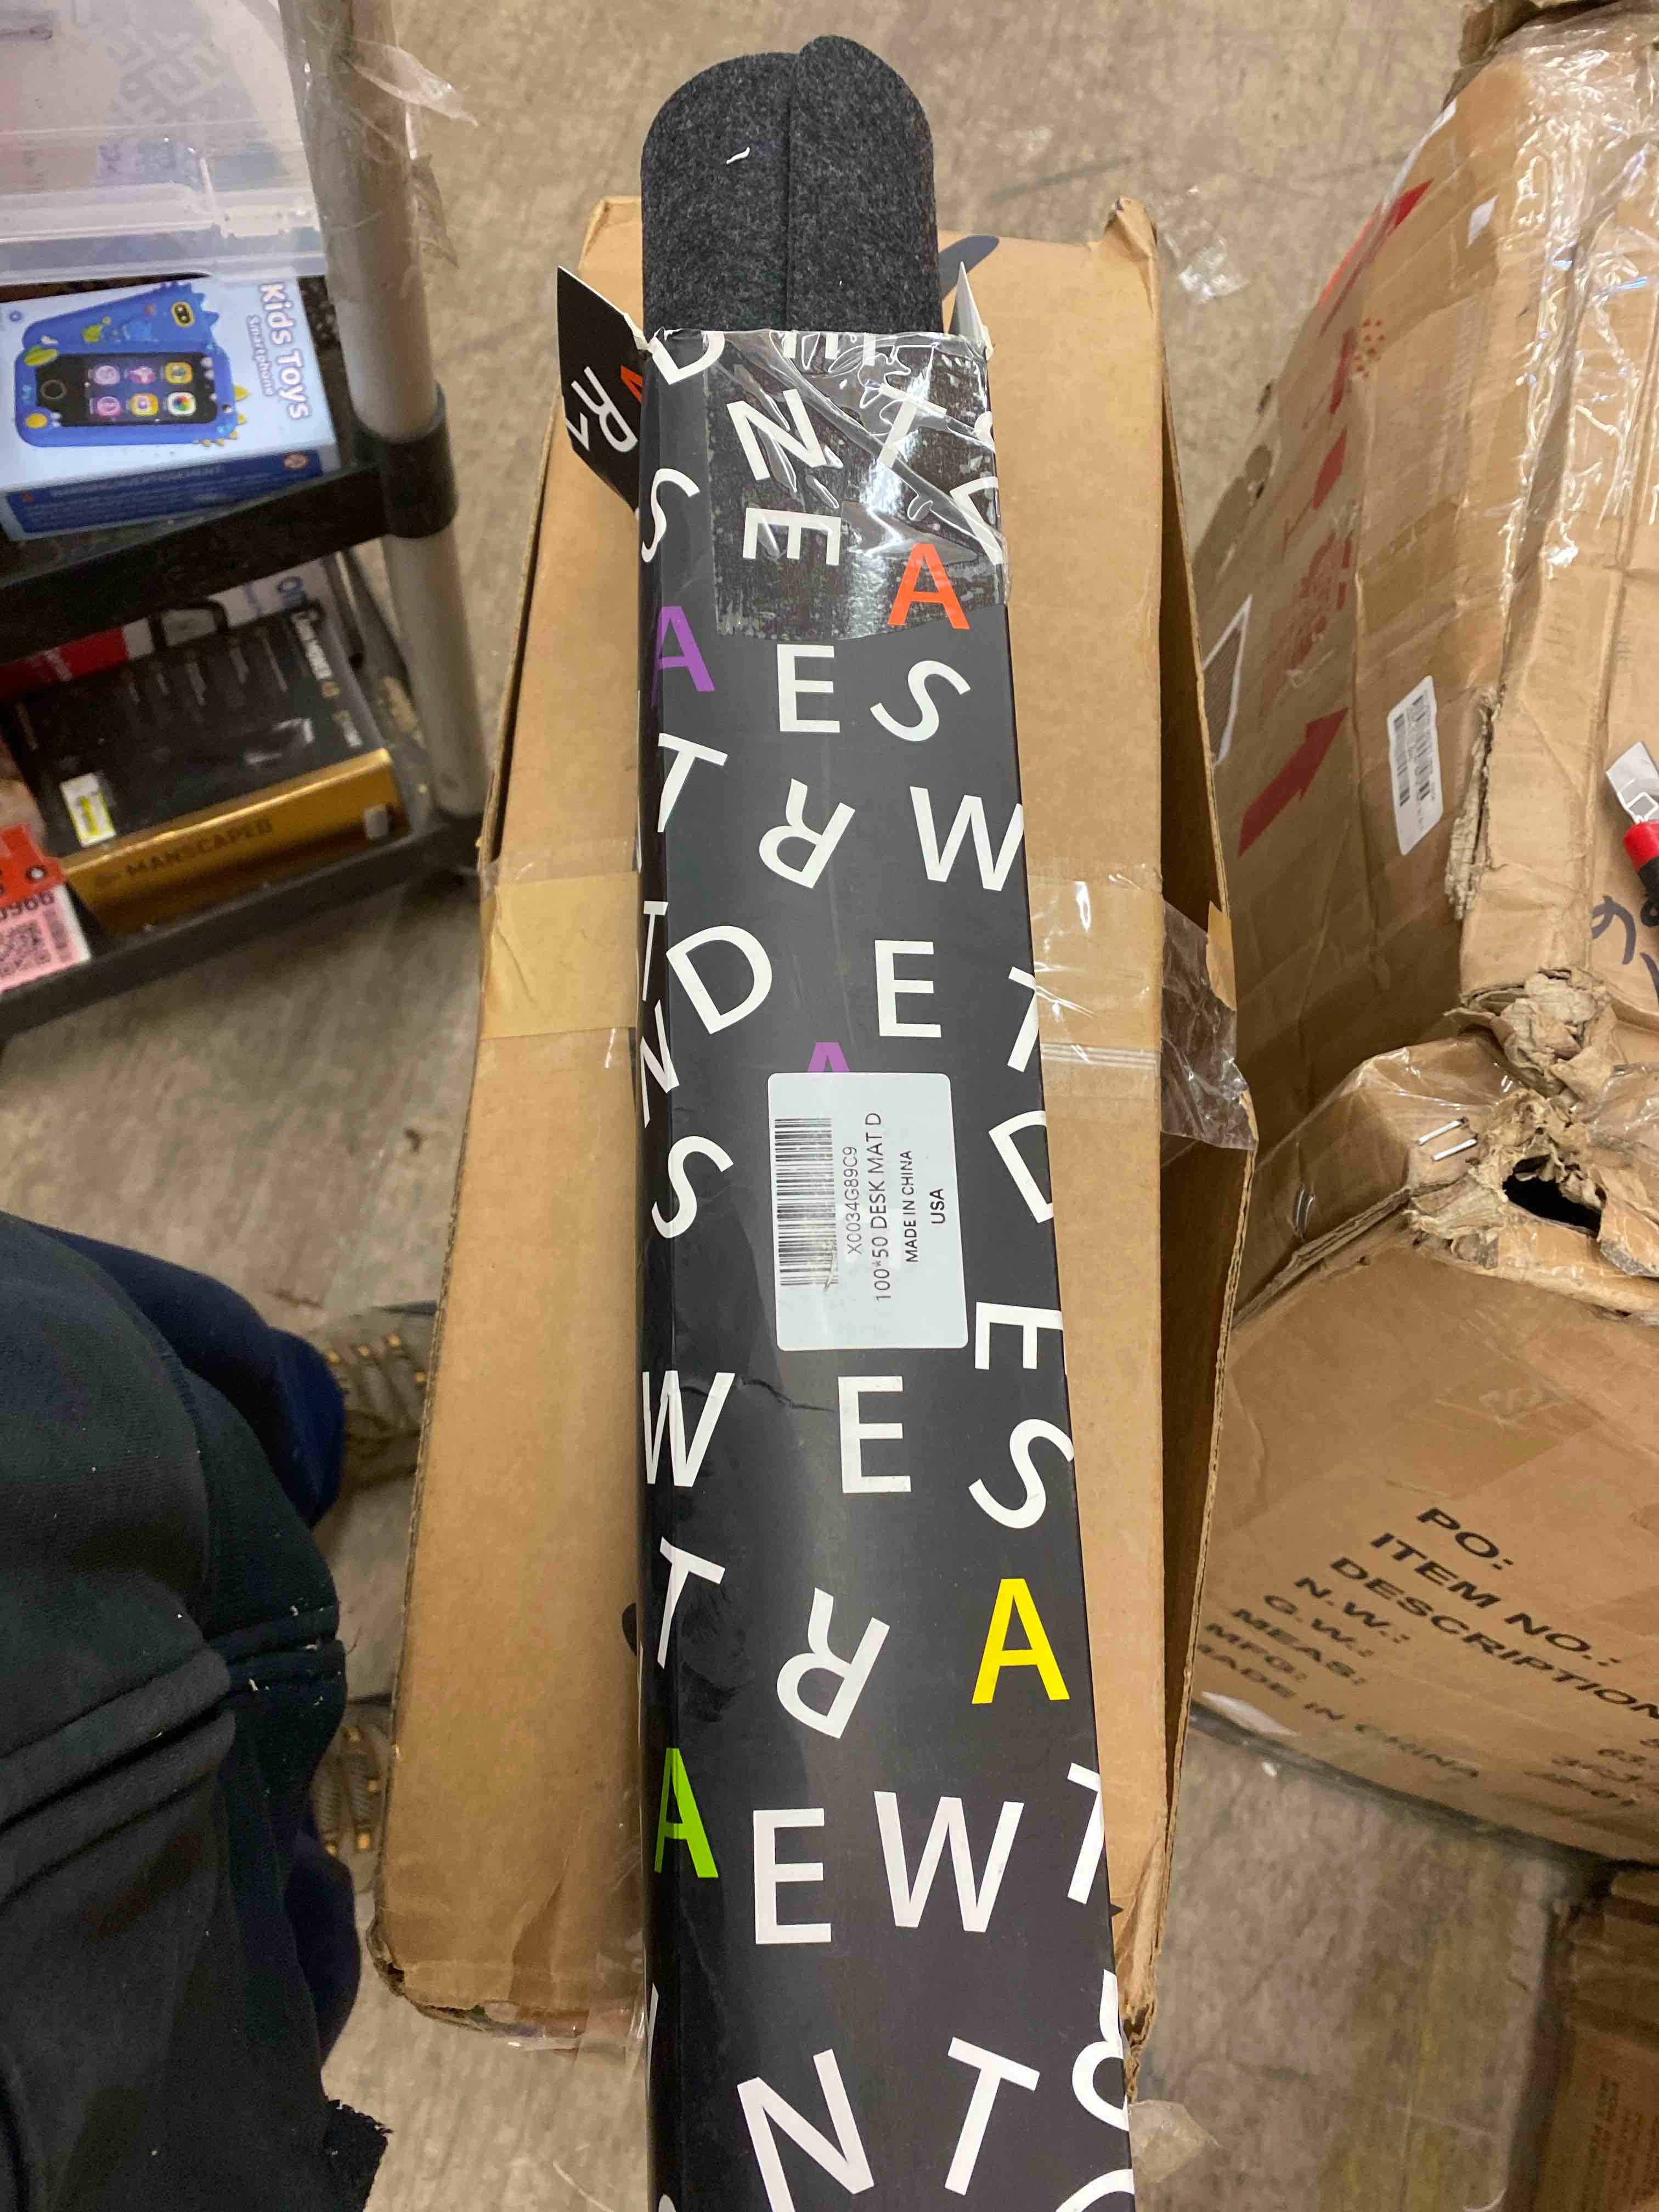 Kids Toys
Smartphone
MANSCAPED
D
N
T
R
S
E
A
A
E
S
T
R
W
D
E
T
N
A
S
D
X0034G89C9
100*50 DESK MAT D
MADE IN CHINA
USA
E
W
E
S
T
R
A
A
E
W
T
N
T
R
PO:
ITEM NO.:
DESCRIPTION
N.W.:
G.W.:
MEAS:
MFG:
MADE IN CHINA